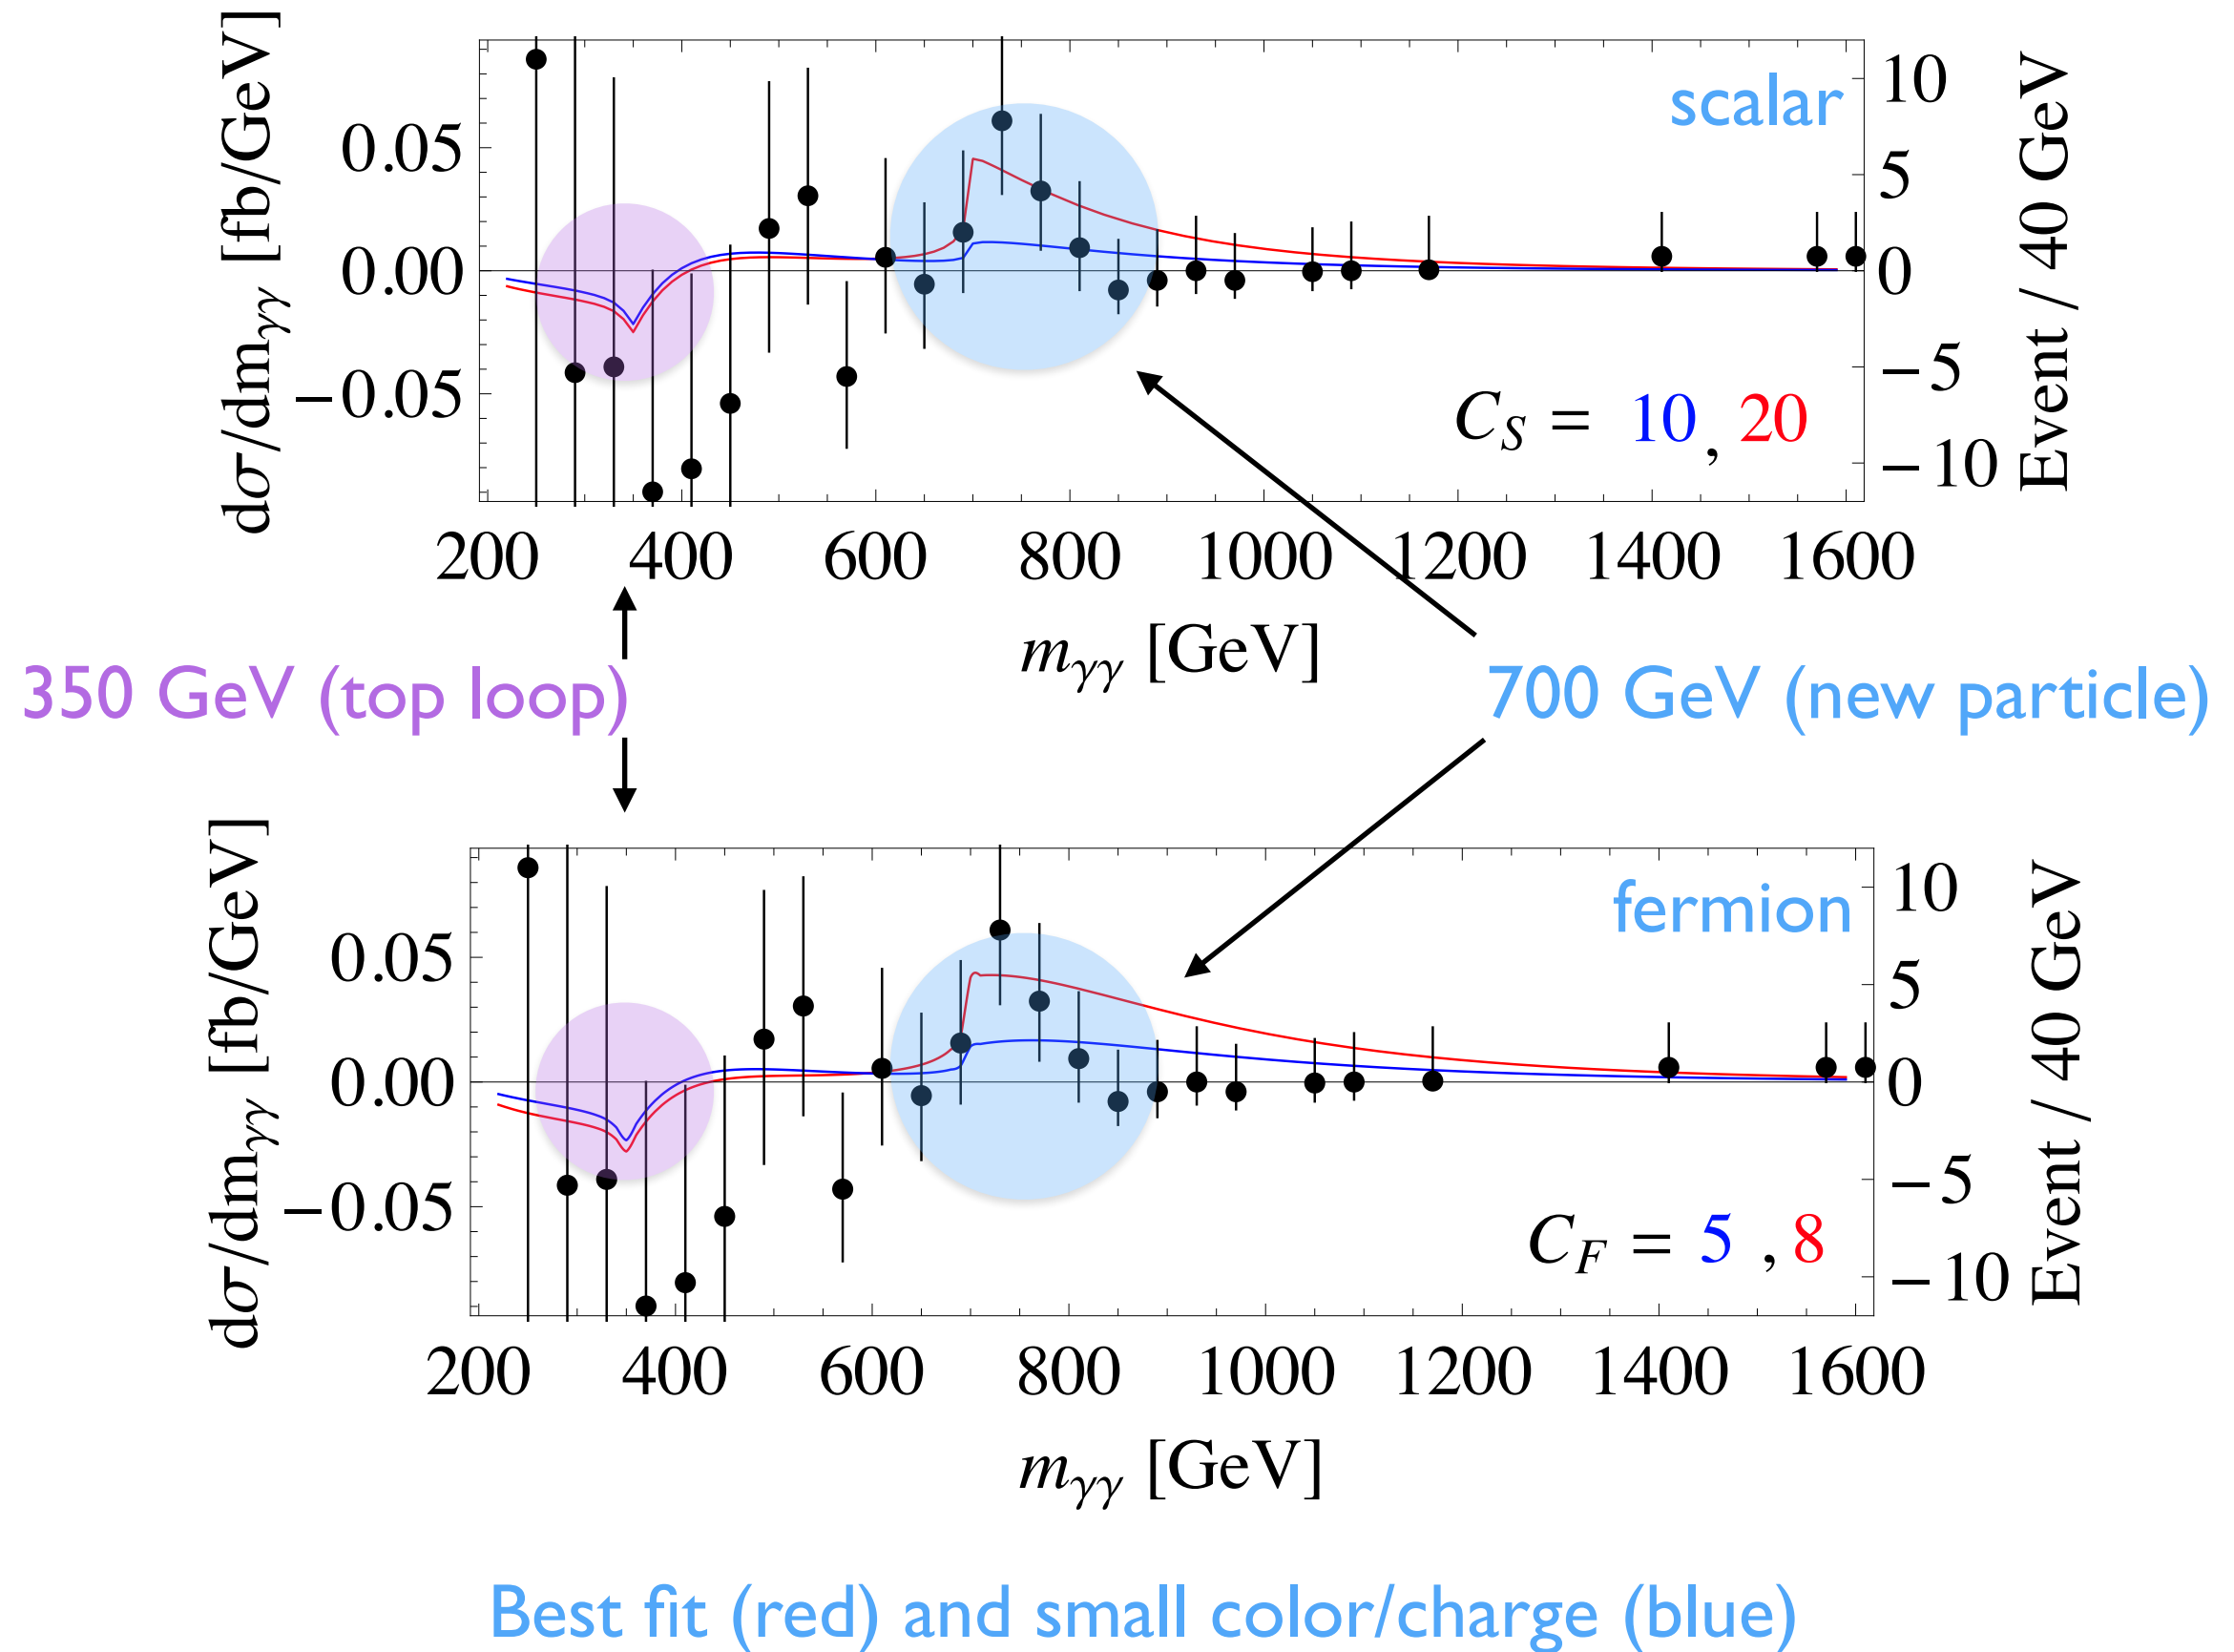 dσ/dmγγ [fb/GeV]
0.05
0.00
−0.05
scalar
C_S = 10 , 20
10
5
0
−5
−10
Event / 40 GeV
200 400 600 800 1000 1200 1400 1600
mγγ [GeV]
350 GeV (top loop)
700 GeV (new particle)
dσ/dmγγ [fb/GeV]
0.05
0.00
−0.05
fermion
C_F = 5 , 8
10
5
0
−5
−10
Event / 40 GeV
200 400 600 800 1000 1200 1400 1600
mγγ [GeV]
Best fit (red) and small color/charge (blue)